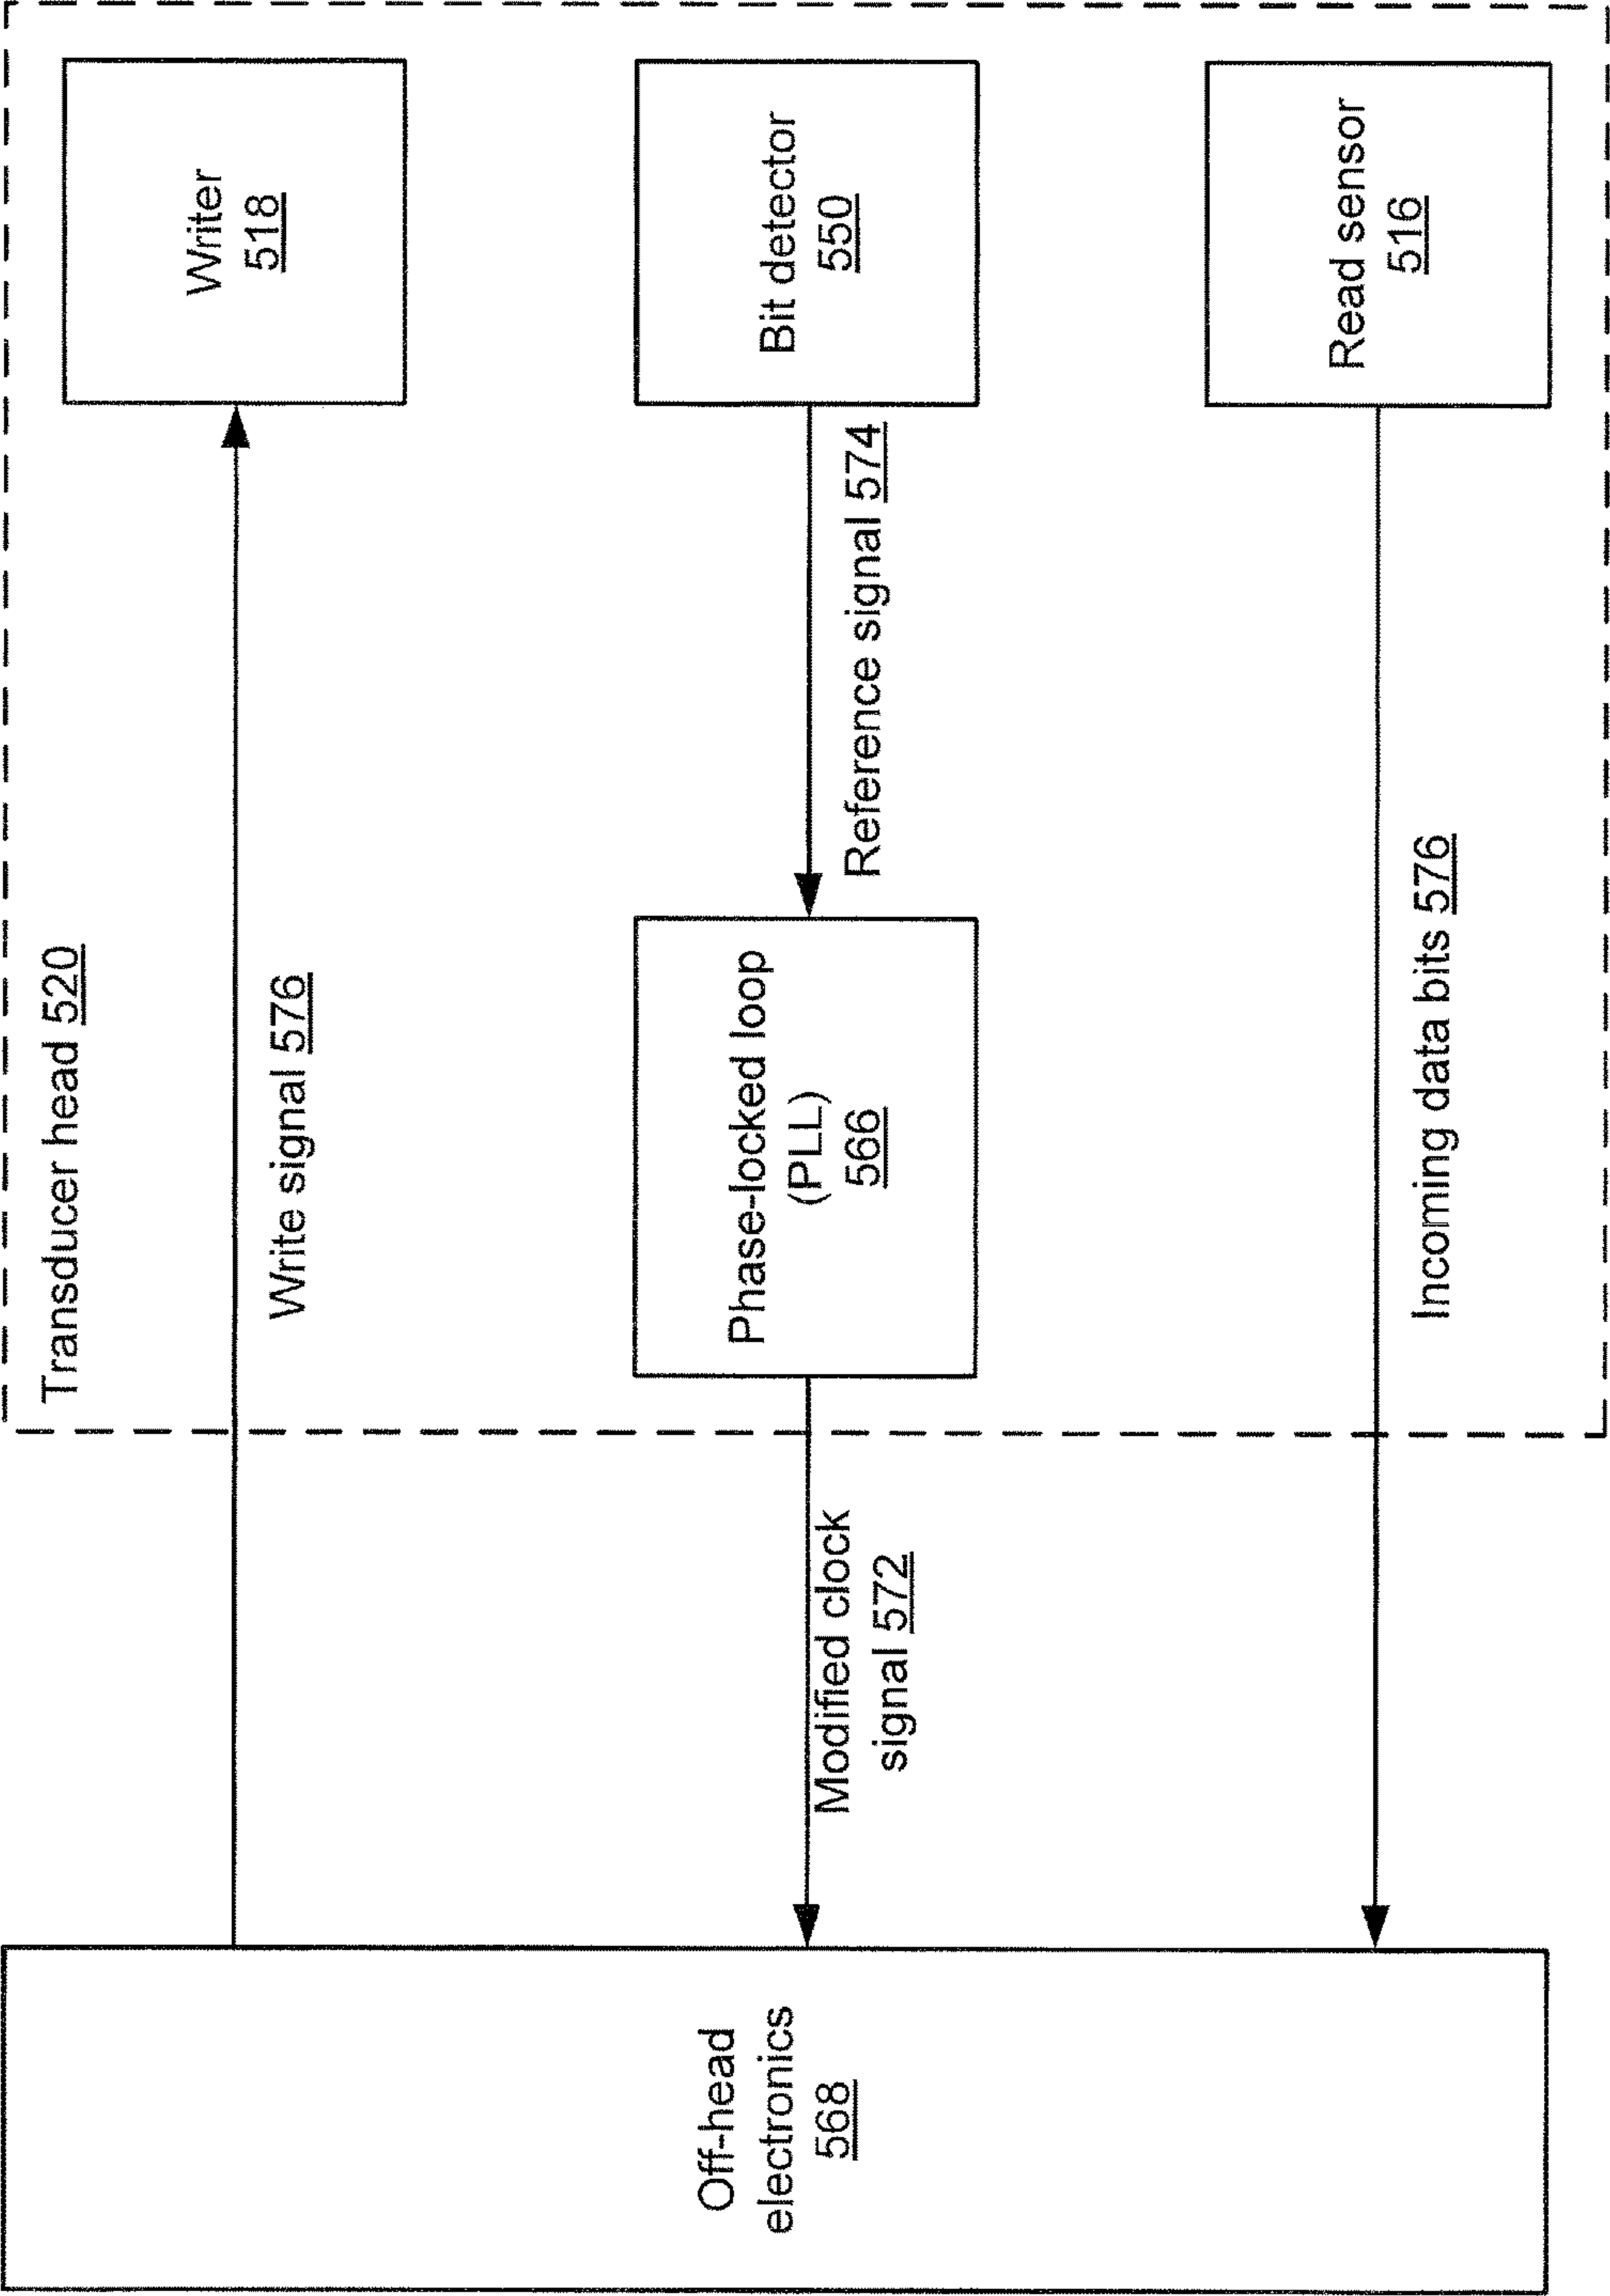 Transducer head 520
Writer
518
Write signal 576
Bit detector
550
Reference signal 574
Phase-locked loop
(PLL)
566
Modified clock
signal 572
Read sensor
516
Incoming data bits 576
Off-head
electronics
568